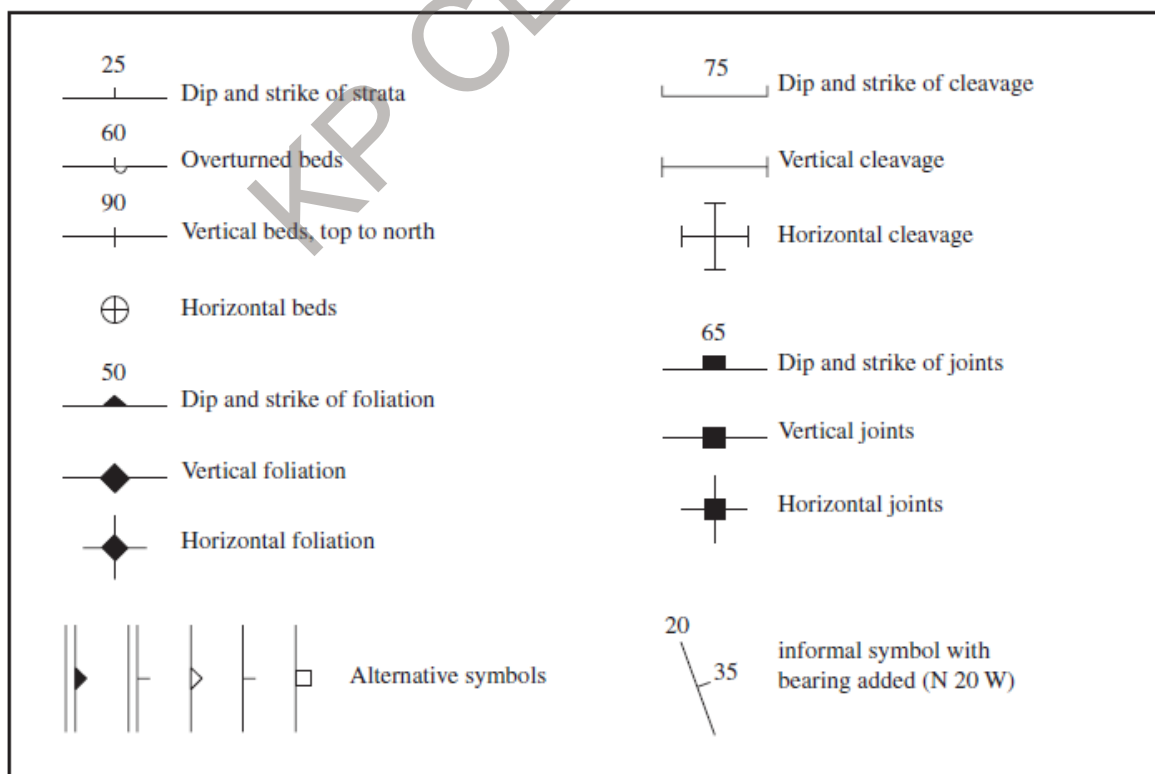 KP CL
25
Dip and strike of strata
60
Overturned beds
90
Vertical beds, top to north
Horizontal beds
50
Dip and strike of foliation
Vertical foliation
Horizontal foliation
Alternative symbols
75
Dip and strike of cleavage
Vertical cleavage
Horizontal cleavage
65
Dip and strike of joints
Vertical joints
Horizontal joints
20
35
informal symbol with
bearing added (N 20 W)